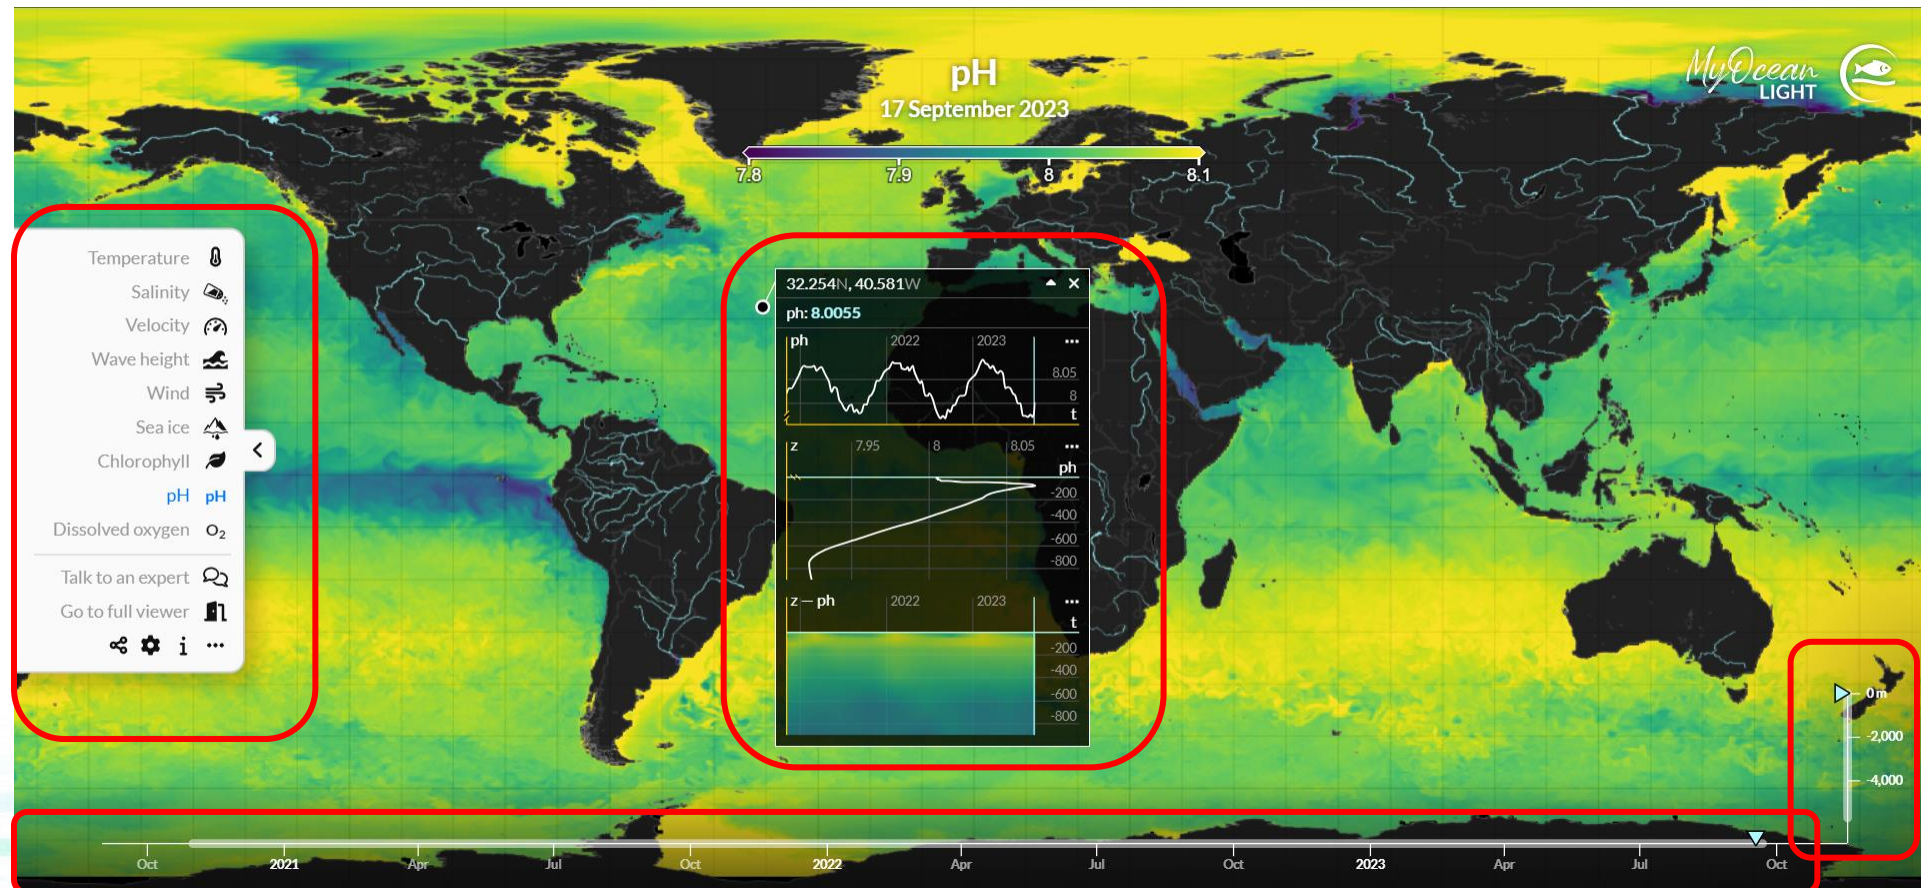 pH
17 September 2023
7.8 7.9 8 8.1
MyOcean
LIGHT
Temperature
Salinity
Velocity
Wave height
Wind
Sea ice
Chlorophyll
pH pH
Dissolved oxygen O₂
Talk to an expert
Go to full viewer
i
32.254N, 40.581W
ph: 8.0055
ph 2022 2023
8.05
8
t
z 7.95 8 8.05
ph
-200
-400
-600
-800
z — ph 2022 2023
t
-200
-400
-600
-800
0 m
-2,000
-4,000
Oct 2021 Apr Jul Oct 2022 Apr Jul Oct 2023 Apr Jul Oct